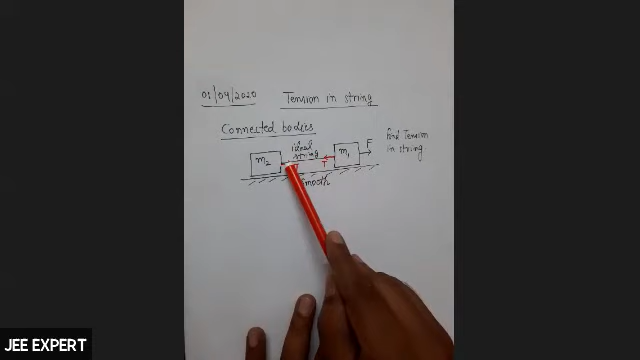 01/04/2020 Tension in string
Connected bodies
ideal string
m₂ T T m₁ F
find Tension
in string.
smooth
JEE EXPERT